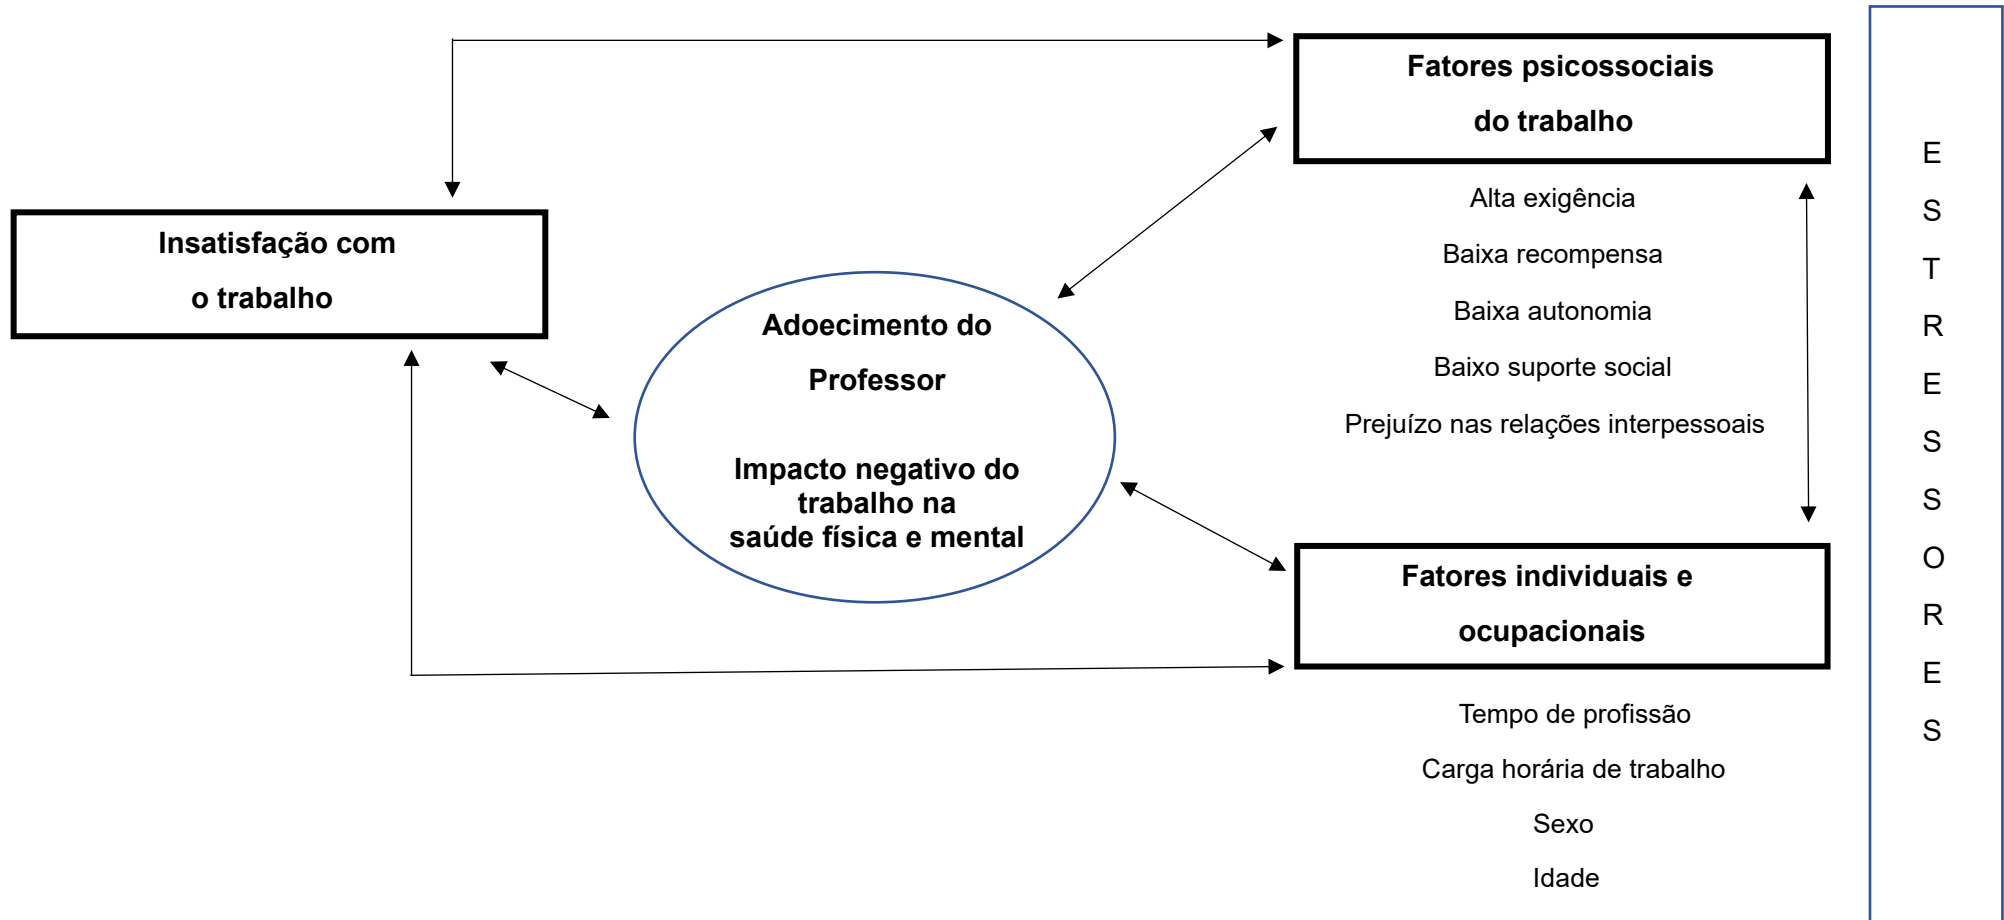 Fatores psicossociais
do trabalho
Alta exigência
Baixa recompensa
Baixa autonomia
Baixo suporte social
Prejuízo nas relações interpessoais
Insatisfação com
o trabalho
Adoecimento do
Professor
Impacto negativo do
trabalho na
saúde física e mental
Fatores individuais e
ocupacionais
Tempo de profissão
Carga horária de trabalho
Sexo
Idade
E
S
T
R
E
S
S
O
R
E
S